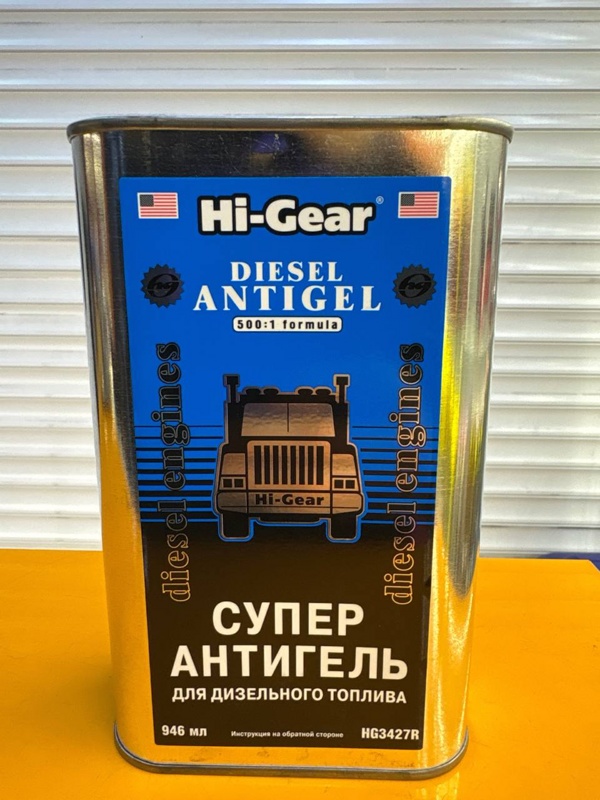 Hi-Gear®
DIESEL
ANTIGEL
500:1 formula
diesel engines
diesel engines
Hi-Gear
СУПЕР
АНТИГЕЛЬ
ДЛЯ ДИЗЕЛЬНОГО ТОПЛИВА
946 мл Инструкция на обратной стороне HG3427R